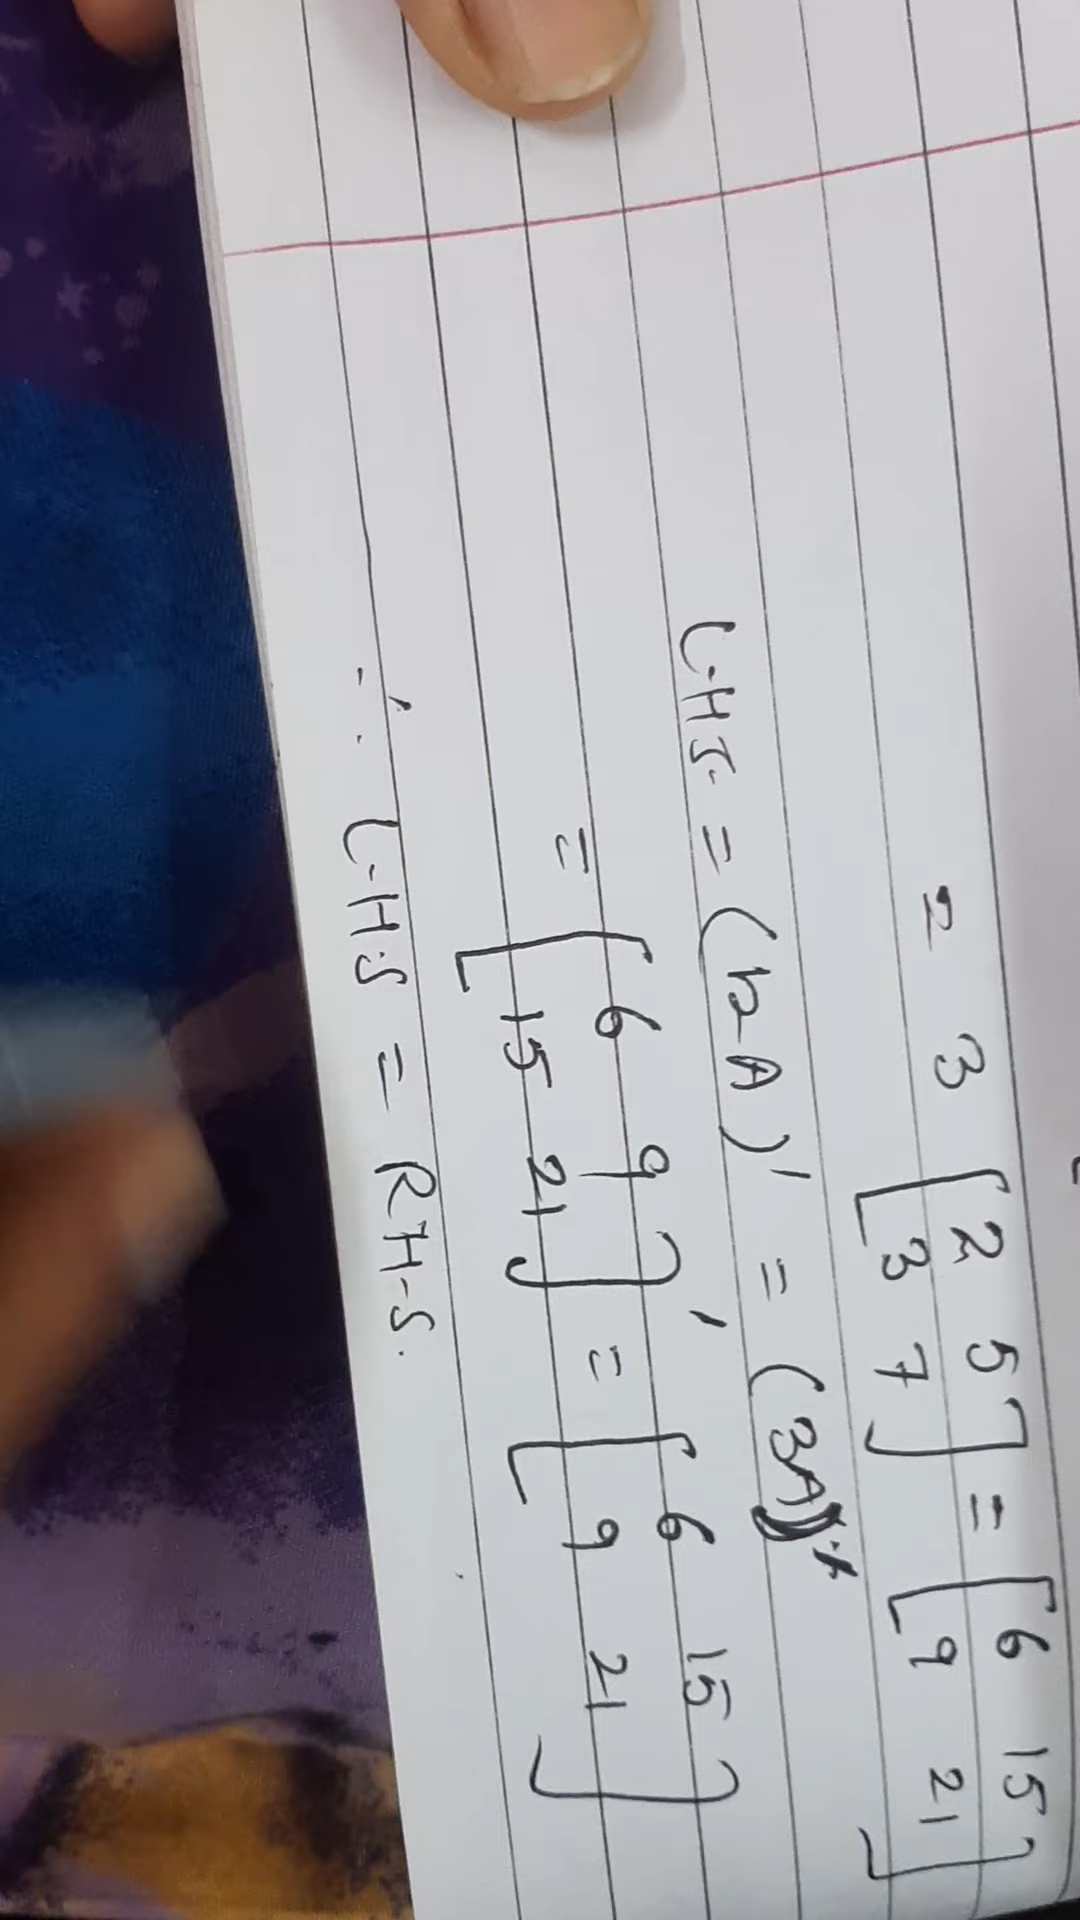 = 3 [2 5 3 7] = [6 15 9 21]
L.H.S. = (kA)' = (3A)'
= [6 9 15 21]' = [6 15 9 21]
∴ L.H.S = R.H.S.